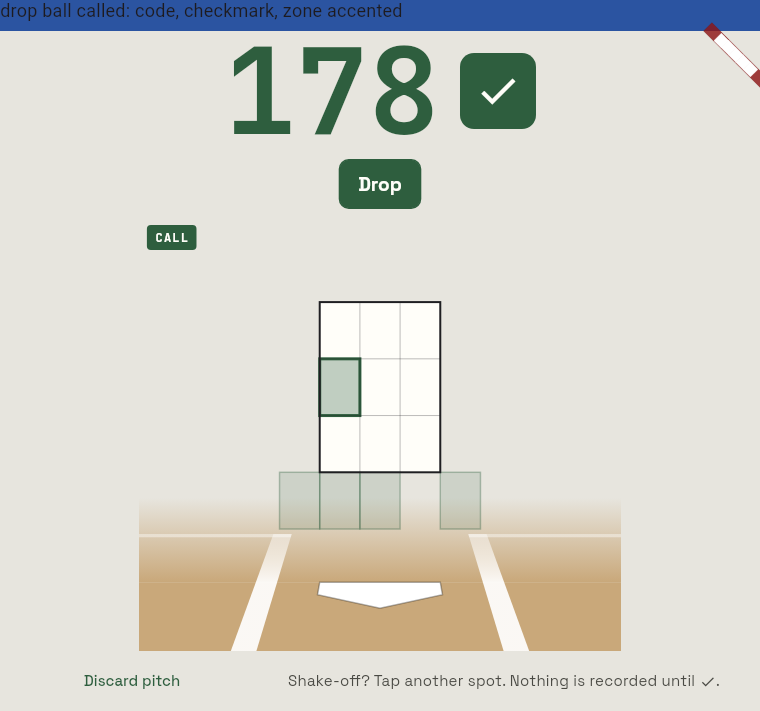 drop ball called: code, checkmark, zone accented
178 ✓
Drop
CALL
Discard pitch
Shake-off? Tap another spot. Nothing is recorded until ✓.